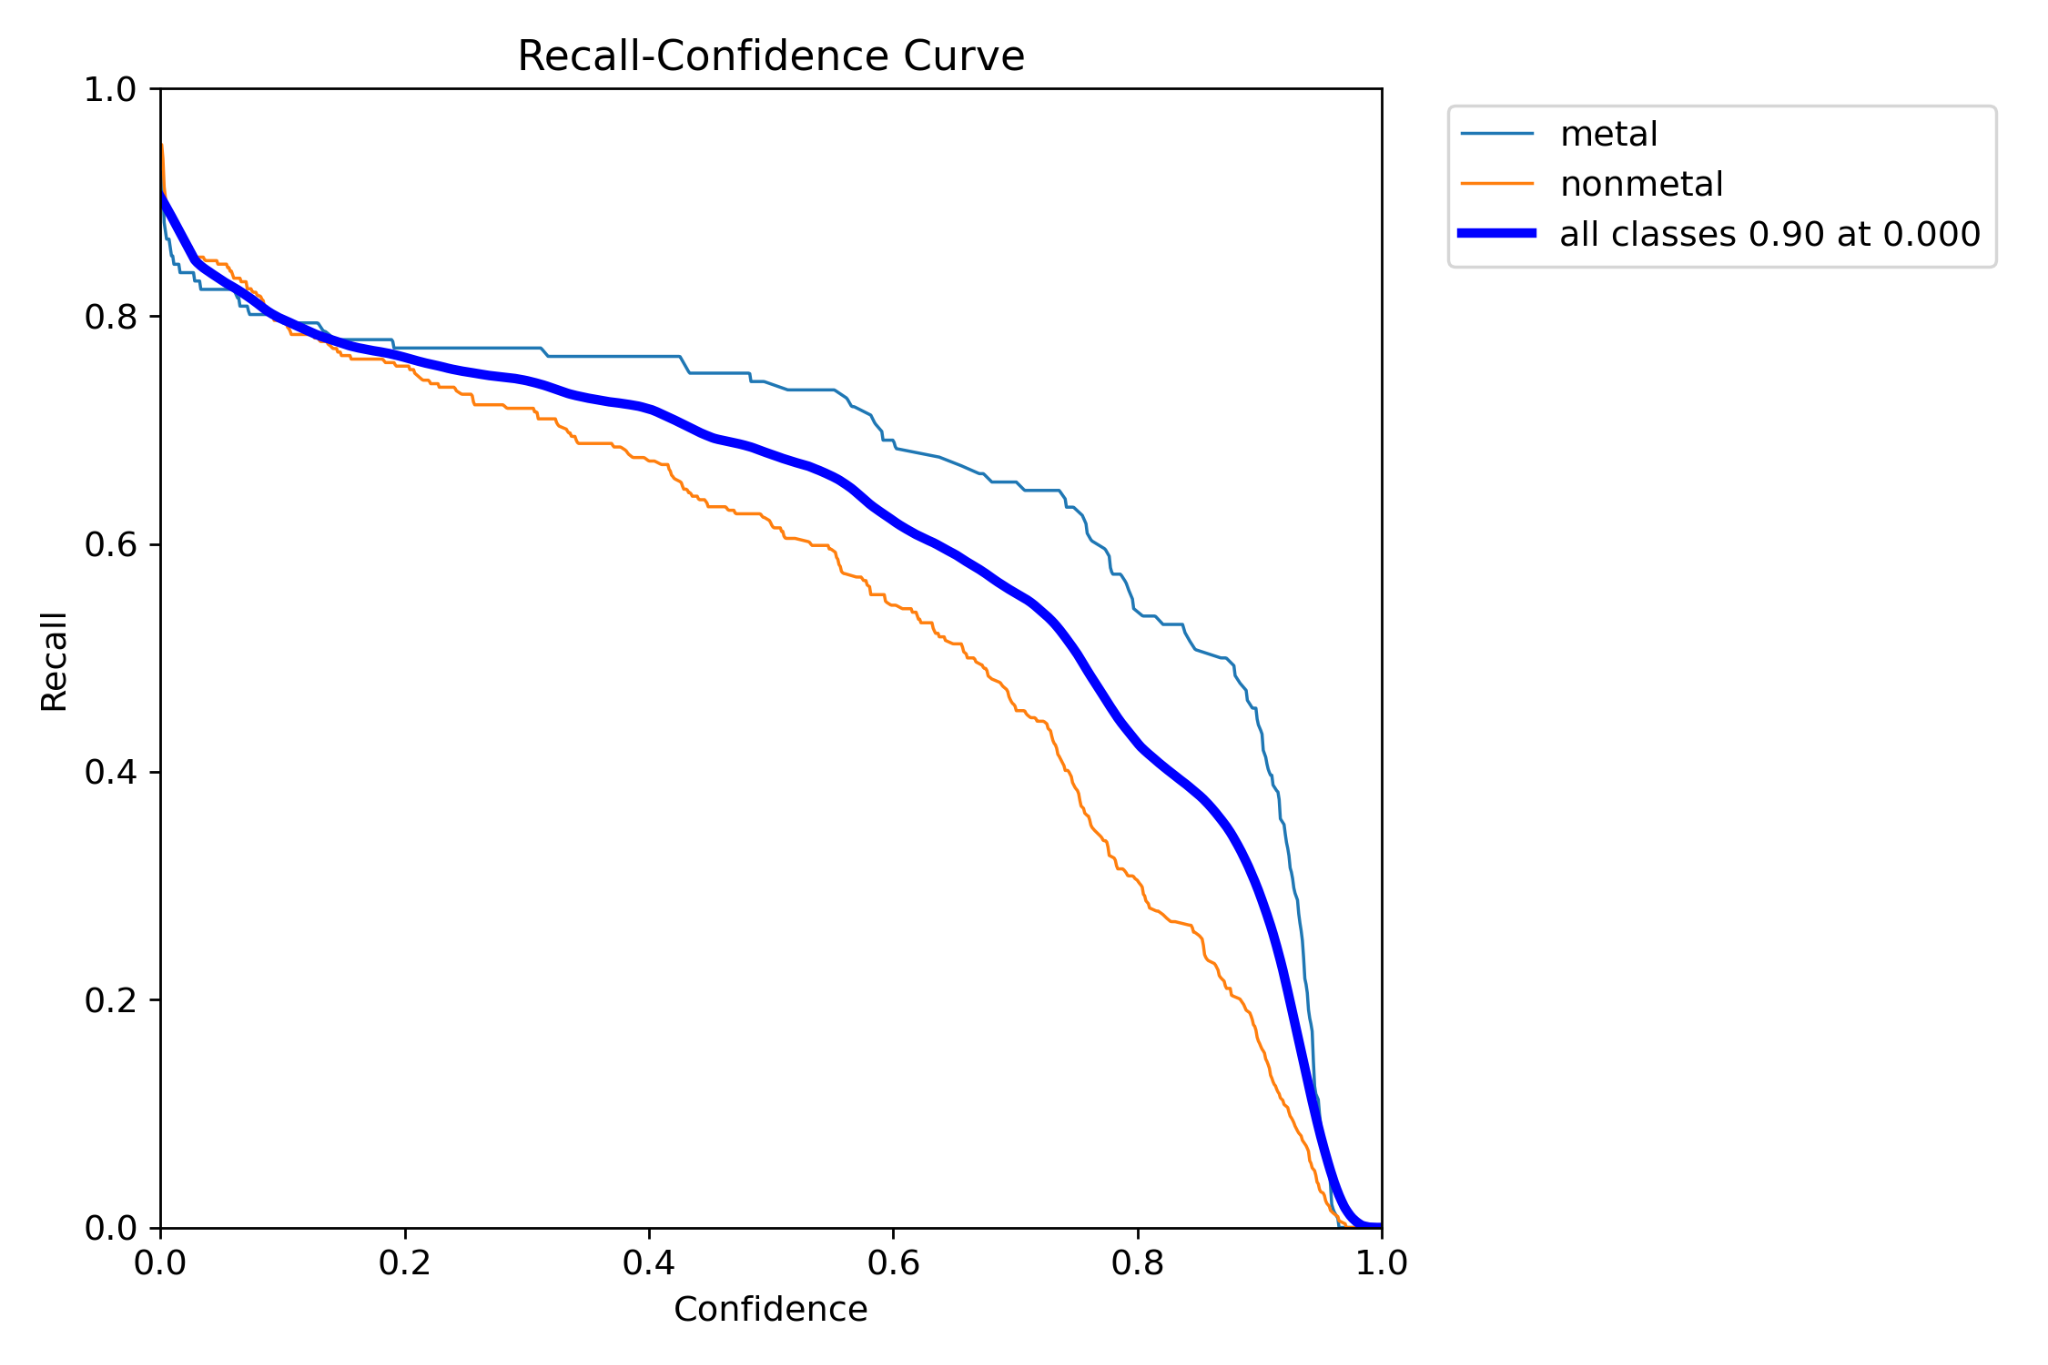 Recall-Confidence Curve
1.0
0.8
0.6
0.4
0.2
0.0
Recall
0.0 0.2 0.4 0.6 0.8 1.0
Confidence
metal
nonmetal
all classes 0.90 at 0.000